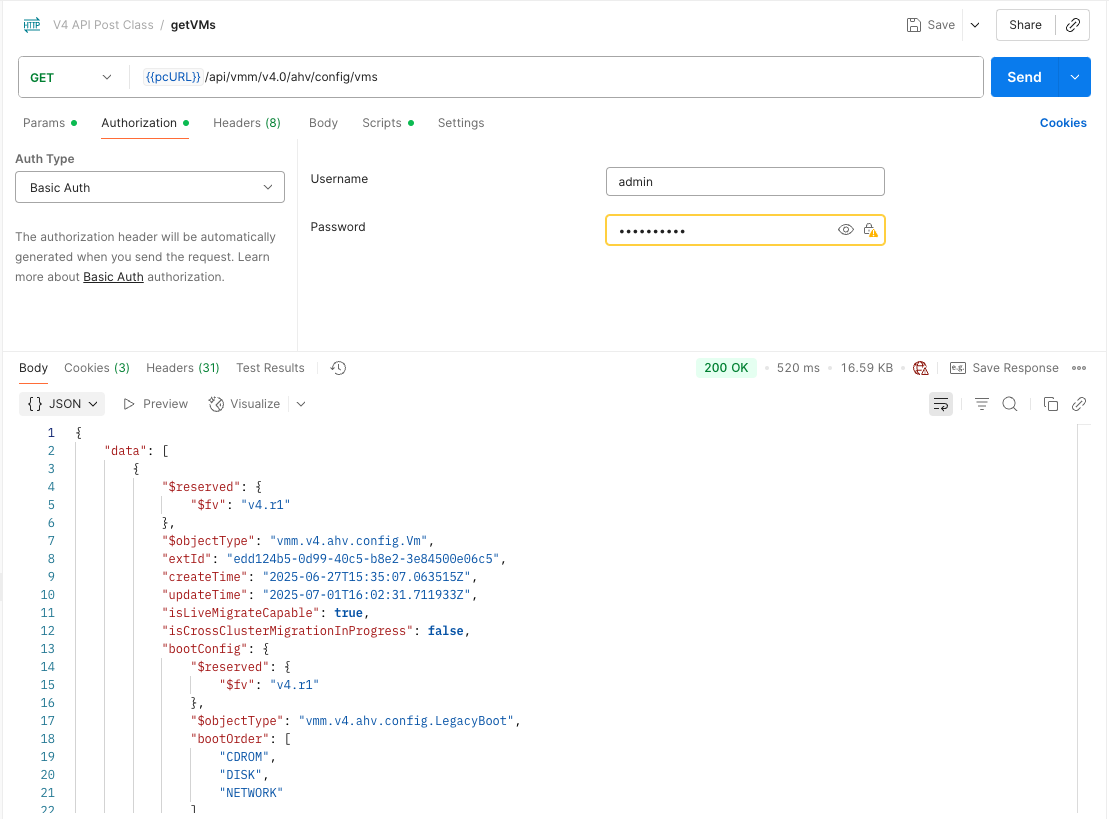 HTTP V4 API Post Class / getVMs Save Share
GET {{pcURL}} /api/vmm/v4.0/ahv/config/vms Send
Params Authorization Headers (8) Body Scripts Settings Cookies
Auth Type
Basic Auth
The authorization header will be automatically
generated when you send the request. Learn
more about Basic Auth authorization.
Username admin
Password ••••••••••
Body Cookies (3) Headers (31) Test Results 200 OK • 520 ms • 16.59 KB • e.g. Save Response
{} JSON Preview Visualize
1 {
2 "data": [
3 {
4 "$reserved": {
5 "$fv": "v4.r1"
6 },
7 "$objectType": "vmm.v4.ahv.config.Vm",
8 "extId": "edd124b5-0d99-40c5-b8e2-3e84500e06c5",
9 "createTime": "2025-06-27T15:35:07.063515Z",
10 "updateTime": "2025-07-01T16:02:31.711933Z",
11 "isLiveMigrateCapable": true,
12 "isCrossClusterMigrationInProgress": false,
13 "bootConfig": {
14 "$reserved": {
15 "$fv": "v4.r1"
16 },
17 "$objectType": "vmm.v4.ahv.config.LegacyBoot",
18 "bootOrder": [
19 "CDROM",
20 "DISK",
21 "NETWORK"
22 ]